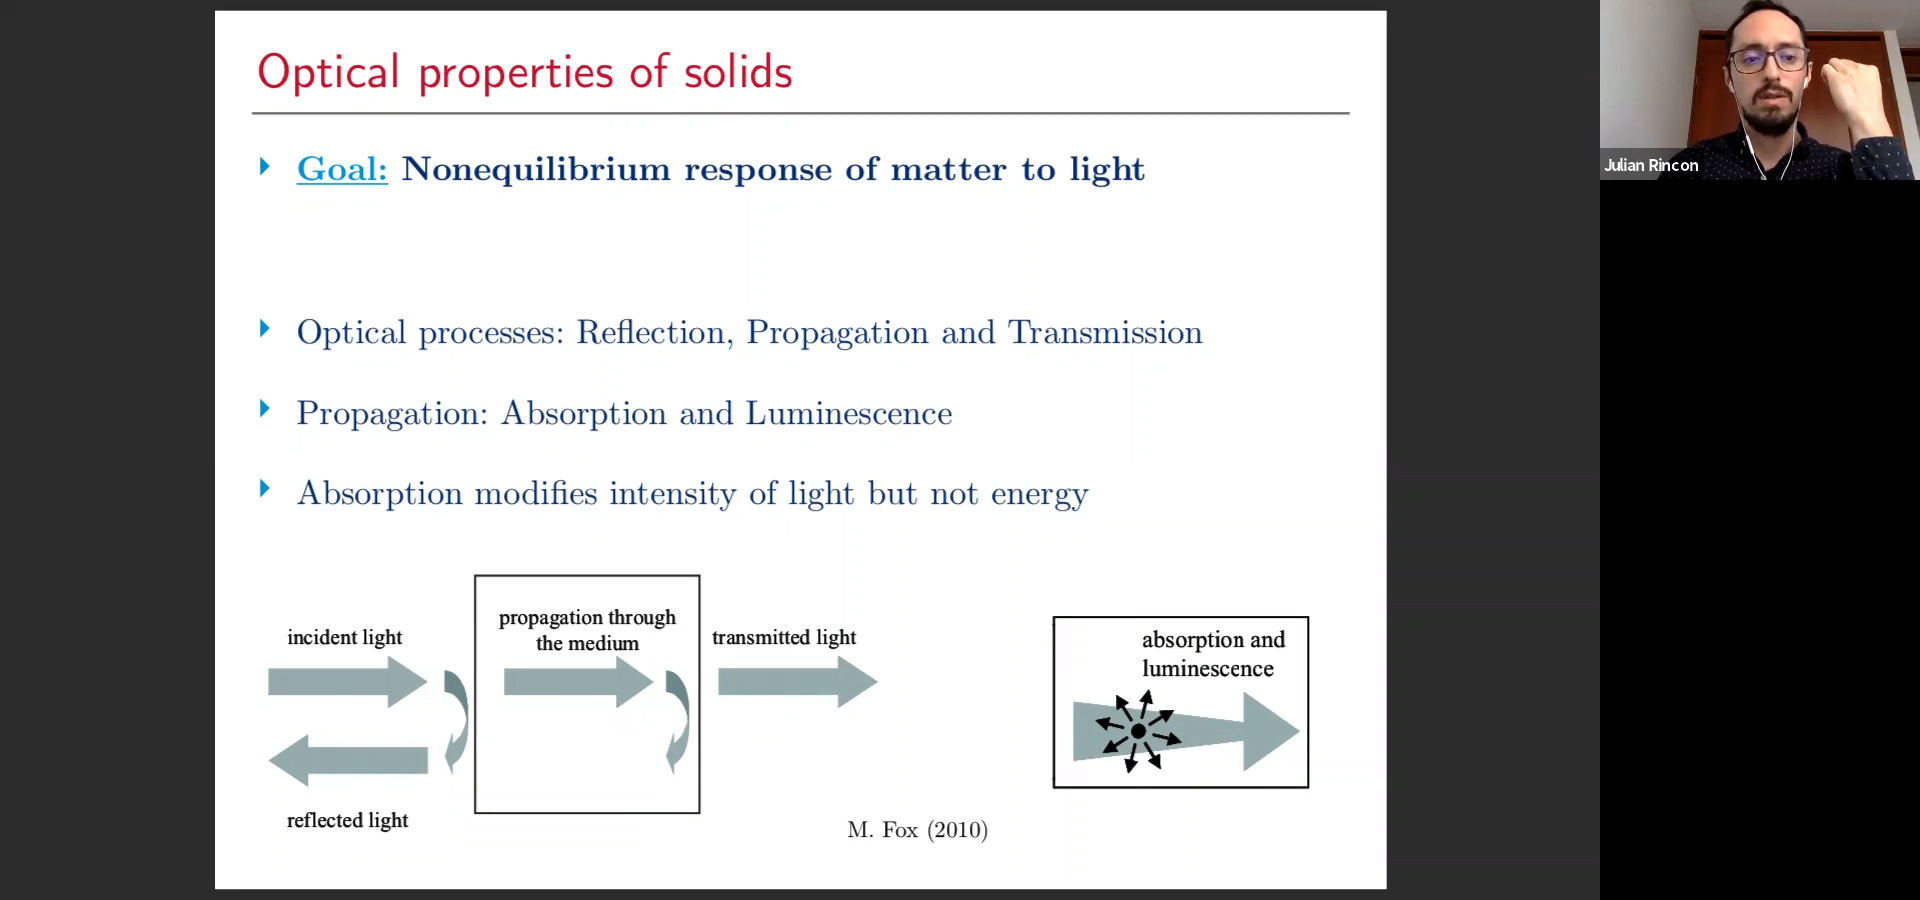 Optical properties of solids
Goal: Nonequilibrium response of matter to light
Optical processes: Reflection, Propagation and Transmission
Propagation: Absorption and Luminescence
Absorption modifies intensity of light but not energy
incident light
propagation through
the medium
transmitted light
reflected light
absorption and
luminescence
M. Fox (2010)
Julian Rincon